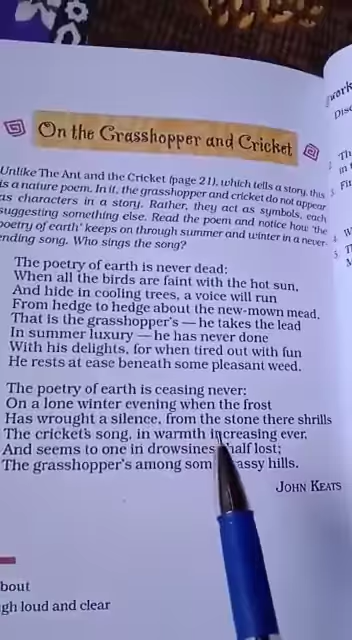 On the Grasshopper and Cricket
Unlike The Ant and the Cricket (page 21), which tells a story, this
is a nature poem. In it, the grasshopper and cricket do not appear
as characters in a story. Rather, they act as symbols, each
suggesting something else. Read the poem and notice how 'the
poetry of earth' keeps on through summer and winter in a never-
ending song. Who sings the song?
The poetry of earth is never dead:
When all the birds are faint with the hot sun,
And hide in cooling trees, a voice will run
From hedge to hedge about the new-mown mead,
That is the grasshopper's — he takes the lead
In summer luxury — he has never done
With his delights, for when tired out with fun
He rests at ease beneath some pleasant weed.
The poetry of earth is ceasing never:
On a lone winter evening when the frost
Has wrought a silence, from the stone there shrills
The cricket's song, in warmth increasing ever,
And seems to one in drowsiness half lost;
The grasshopper's among som assy hills.
JOHN KEATS
bout
gh loud and clear
work